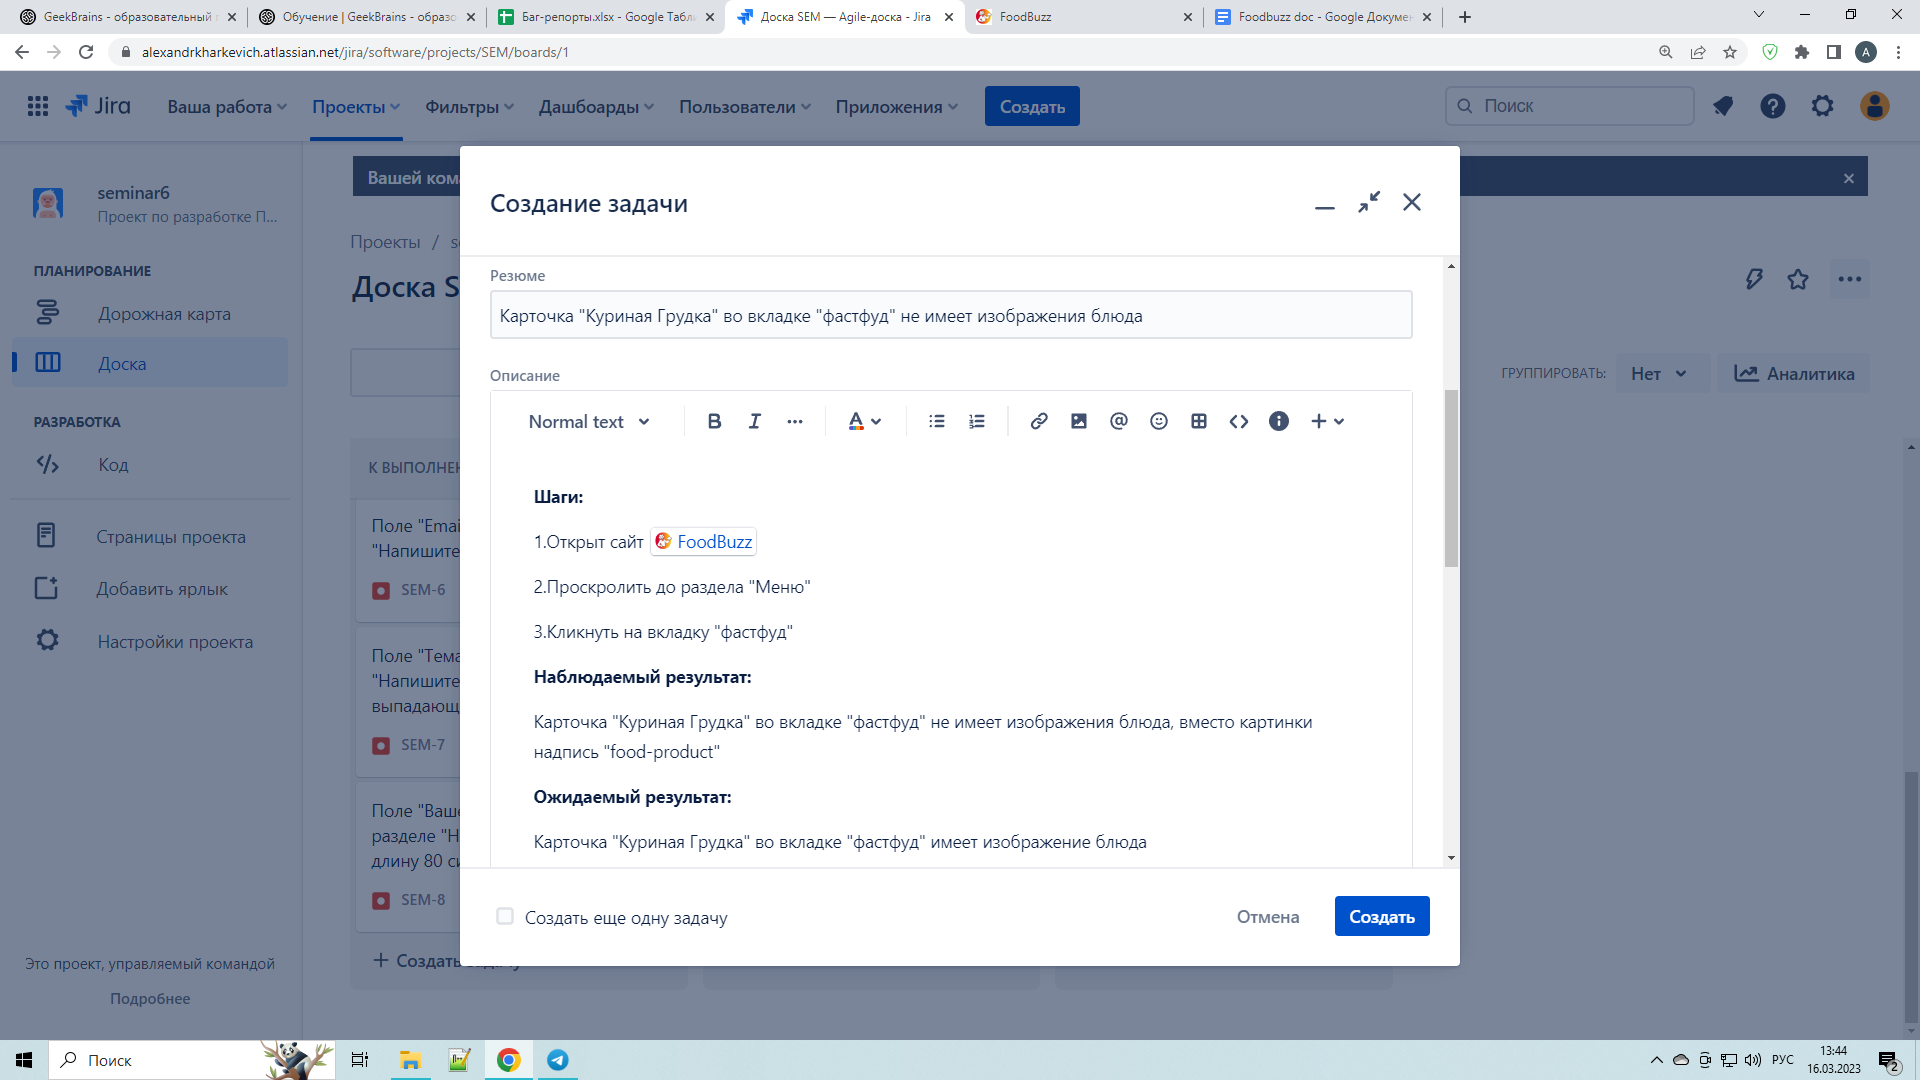 GeekBrains - образовательный
Обучение | GeekBrains - образо
Баг-репорты.xlsx - Google Табли
Доска SEM — Agile-доска - Jira
FoodBuzz
Foodbuzz doc - Google Докумен
alexandrkharkevich.atlassian.net/jira/software/projects/SEM/boards/1
A
Jira
Ваша работа
Проекты
Фильтры
Дашбоарды
Пользователи
Приложения
Создать
Поиск
seminar6
Проект по разработке П...
ПЛАНИРОВАНИЕ
Дорожная карта
Доска
РАЗРАБОТКА
Код
Страницы проекта
Добавить ярлык
Настройки проекта
Это проект, управляемый командой
Подробнее
Вашей ком
Проекты / s
Доска S
ГРУППИРОВАТЬ:
Нет
Аналитика
К ВЫПОЛНЕН
Поле "Emai
"Напишите
SEM-6
Поле "Тема
"Напишите
выпадающ
SEM-7
Поле "Ваше
разделе "Н
длину 80 си
SEM-8
Создать задачу
Создание задачи
Резюме
Карточка "Куриная Грудка" во вкладке "фастфуд" не имеет изображения блюда
Описание
Normal text
Шаги:
1.Открыт сайт FoodBuzz
2.Проскролить до раздела "Меню"
3.Кликнуть на вкладку "фастфуд"
Наблюдаемый результат:
Карточка "Куриная Грудка" во вкладке "фастфуд" не имеет изображения блюда, вместо картинки
надпись "food-product"
Ожидаемый результат:
Карточка "Куриная Грудка" во вкладке "фастфуд" имеет изображение блюда
Создать еще одну задачу
Отмена
Создать
Поиск
РУС
13:44
16.03.2023
2